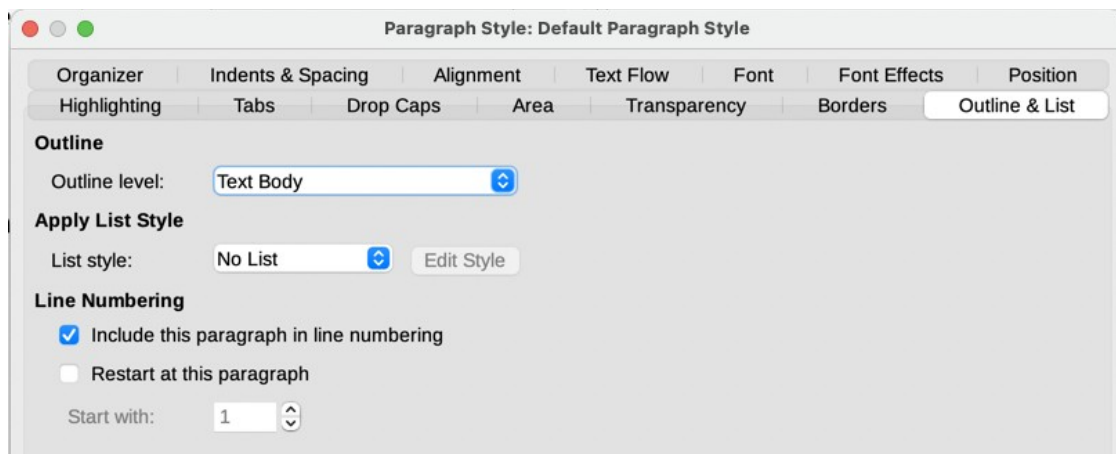 Paragraph Style: Default Paragraph Style
Organizer Indents & Spacing Alignment Text Flow Font Font Effects Position
Highlighting Tabs Drop Caps Area Transparency Borders Outline & List
Outline
Outline level: Text Body
Apply List Style
List style: No List Edit Style
Line Numbering
Include this paragraph in line numbering
Restart at this paragraph
Start with: 1